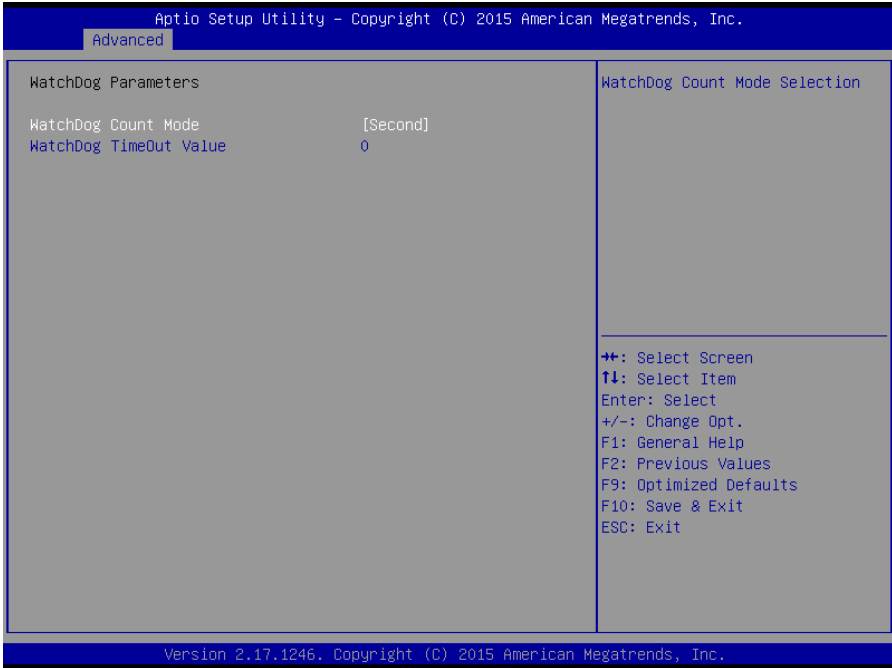 Aptio Setup Utility – Copyright (C) 2015 American Megatrends, Inc.
Advanced
WatchDog Parameters
WatchDog Count Mode [Second]
WatchDog TimeOut Value 0
WatchDog Count Mode Selection
→←: Select Screen
↑↓: Select Item
Enter: Select
+/-: Change Opt.
F1: General Help
F2: Previous Values
F9: Optimized Defaults
F10: Save & Exit
ESC: Exit
Version 2.17.1246. Copyright (C) 2015 American Megatrends, Inc.